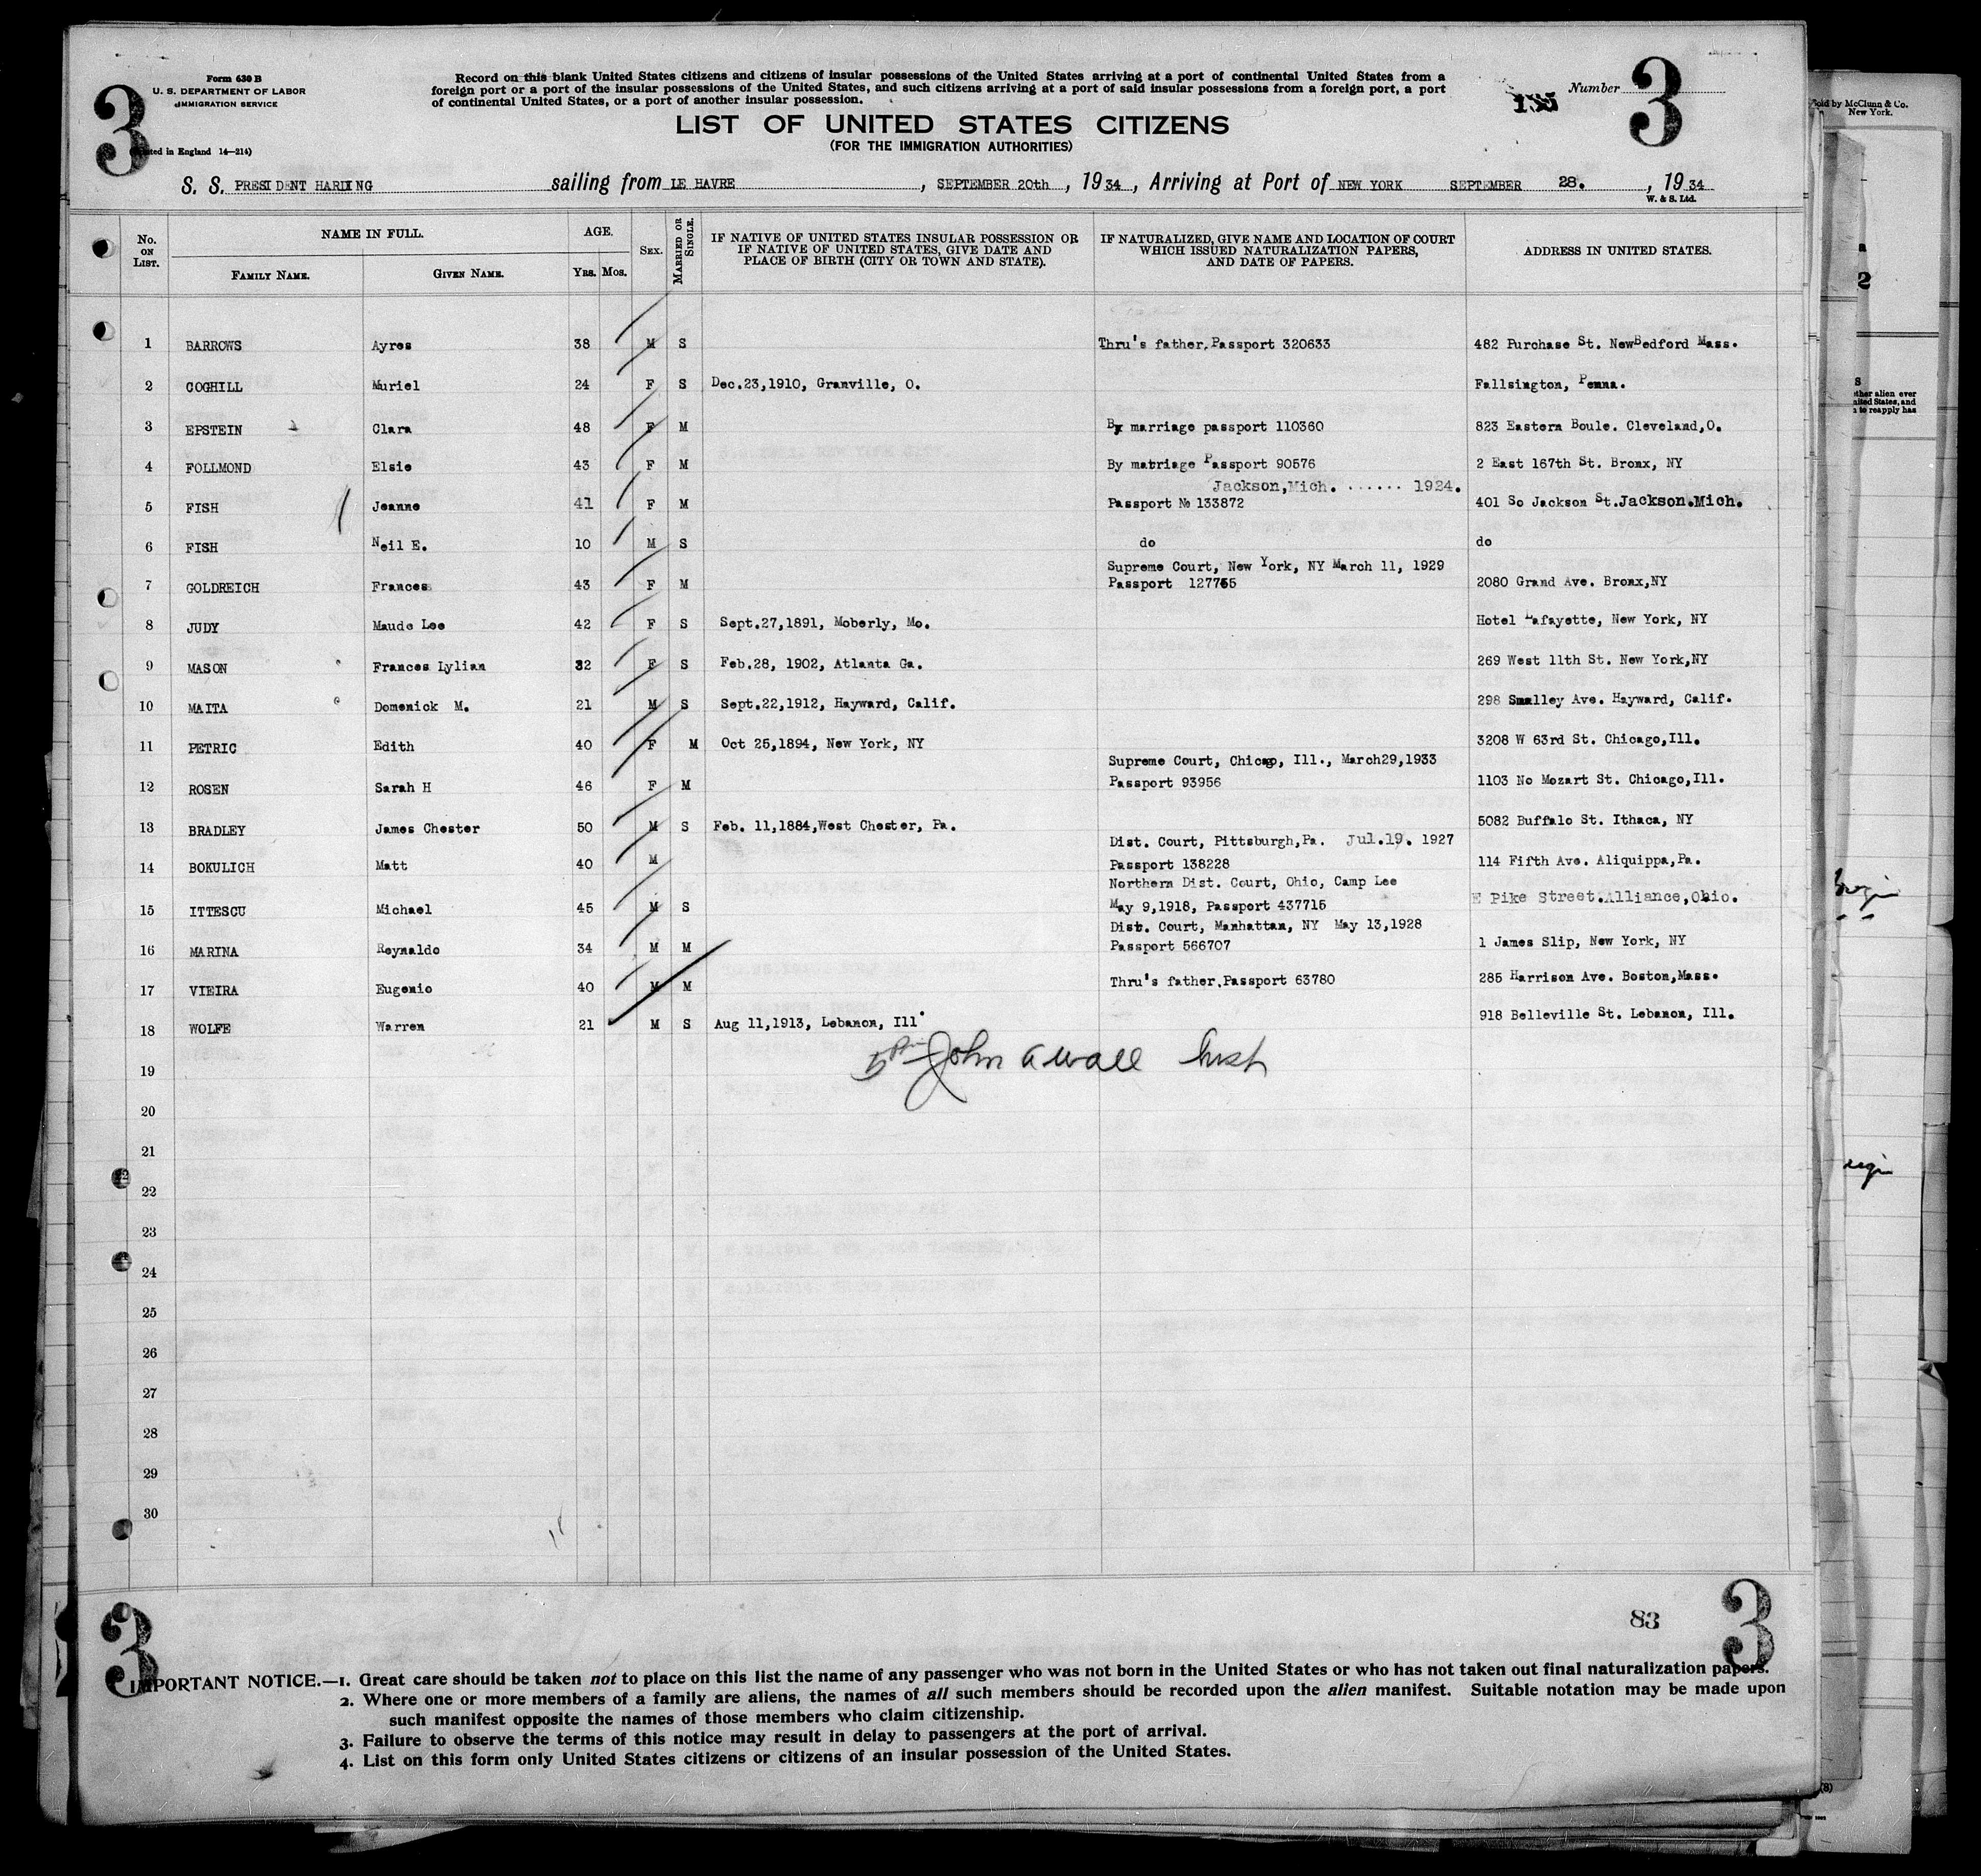 3
Form 630 B
U. S. DEPARTMENT OF LABOR
IMMIGRATION SERVICE
in England 14—214)
Record on this blank United States citizens and citizens of insular possessions of the United States arriving at a port of continental United States from a
foreign port or a port of the insular possessions of the United States, and such citizens arriving at a port of said insular possessions from a foreign port, a port
of continental United States, or a port of another insular possession.
LIST OF UNITED STATES CITIZENS
(FOR THE IMMIGRATION AUTHORITIES)
Number 3
S. S. PRESIDENT HARDING sailing from LE HAVRE, SEPTEMBER 20th, 1934, Arriving at Port of NEW YORK SEPTEMBER 28., 1934
W. & S. Ltd.
No. ON LIST. NAME IN FULL. FAMILY NAME. GIVEN NAME. AGE. YRS. MOS. SEX. MARRIED OR SINGLE. IF NATIVE OF UNITED STATES INSULAR POSSESSION OR IF NATIVE OF UNITED STATES, GIVE DATE AND PLACE OF BIRTH (CITY OR TOWN AND STATE). IF NATURALIZED, GIVE NAME AND LOCATION OF COURT WHICH ISSUED NATURALIZATION PAPERS, AND DATE OF PAPERS. ADDRESS IN UNITED STATES.
1 BARROWS Ayres 38 M S Thru's father, Passport 320633 482 Purchase St. NewBedford Mass.
2 COGHILL Muriel 24 F S Dec.23,1910, Granville, O. Fallsington, Penna.
3 EPSTEIN Clara 48 F M By marriage passport 110360 823 Eastern Boule. Cleveland,O.
4 FOLLMOND Elsie 43 F M By matriage Passport 90576 2 East 167th St. Bronx, NY
Jackson,Mich. ...... 1924.
5 FISH Jeanne 41 F M Passport № 133872 401 So Jackson St.Jackson.Mich.
6 FISH Neil E. 10 M S do do
Supreme Court, New York, NY March 11, 1929
7 GOLDREICH Frances 43 F M Passport 127765 2080 Grand Ave. Bronx,NY
8 JUDY Maude Lee 42 F S Sept.27,1891, Moberly, Mo. Hotel Lafayette, New York, NY
9 MASON Frances Lylian 32 F S Feb.28, 1902, Atlanta Ga. 269 West 11th St. New York,NY
10 MAITA Domenick M. 21 M S Sept.22,1912, Hayward, Calif. 298 Smalley Ave. Hayward, Calif.
11 PETRIC Edith 40 F M Oct 25,1894, New York, NY 3208 W 63rd St. Chicago,Ill.
Supreme Court, Chicago, Ill., March29,1933
12 ROSEN Sarah H 46 F M Passport 93956 1103 No Mozart St. Chicago,Ill.
13 BRADLEY James Chester 50 M S Feb. 11,1884,West Chester, Pa. 5082 Buffalo St. Ithaca, NY
Dist. Court, Pittsburgh,Pa. Jul.19. 1927
14 BOKULICH Matt 40 M Passport 138228 114 Fifth Ave. Aliquippa,Pa.
Northern Dist. Court, Ohio, Camp Lee
15 ITTESCU Michael 45 M S May 9,1918, Passport 437715 E Pike Street.Alliance,Ohio.
Dist. Court, Manhattan, NY May 13,1928
16 MARINA Reynaldo 34 M M Passport 566707 1 James Slip, New York, NY
17 VIEIRA Eugenio 40 M M Thru's father,Passport 63780 285 Harrison Ave. Boston,Mass.
18 WOLFE Warren 21 M S Aug 11,1913, Lebanon, Ill. 918 Belleville St. Lebanon, Ill.
John A Wall Insp
19
20
21
22
23
24
25
26
27
28
29
30
83
3
3
IMPORTANT NOTICE.—1. Great care should be taken not to place on this list the name of any passenger who was not born in the United States or who has not taken out final naturalization papers.
2. Where one or more members of a family are aliens, the names of all such members should be recorded upon the alien manifest. Suitable notation may be made upon
such manifest opposite the names of those members who claim citizenship.
3. Failure to observe the terms of this notice may result in delay to passengers at the port of arrival.
4. List on this form only United States citizens or citizens of an insular possession of the United States.
Sold by McClunn & Co.
New York.
2
other alien ever
United States, and
to reapply has
(8)